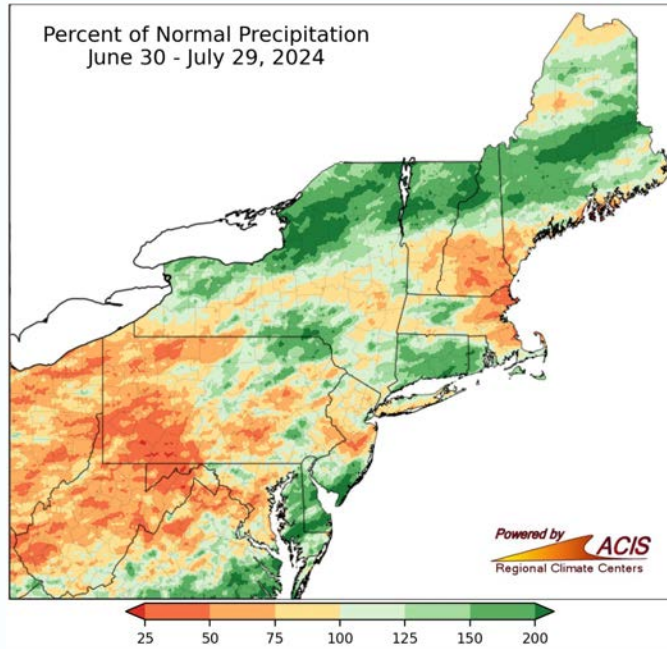 Percent of Normal Precipitation
June 30 - July 29, 2024
Powered by
ACIS
Regional Climate Centers
25 50 75 100 125 150 200